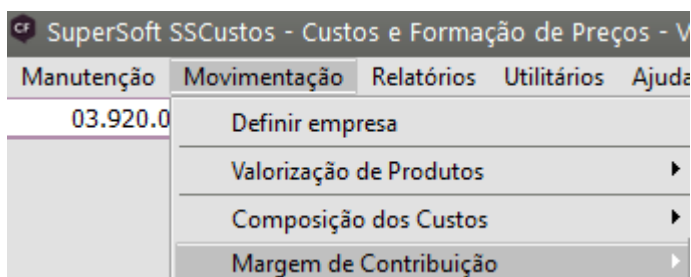 SuperSoft SSCustos - Custos e Formação de Preços - V
Manutenção Movimentação Relatórios Utilitários Ajuda
03.920.0
Definir empresa
Valorização de Produtos
Composição dos Custos
Margem de Contribuição